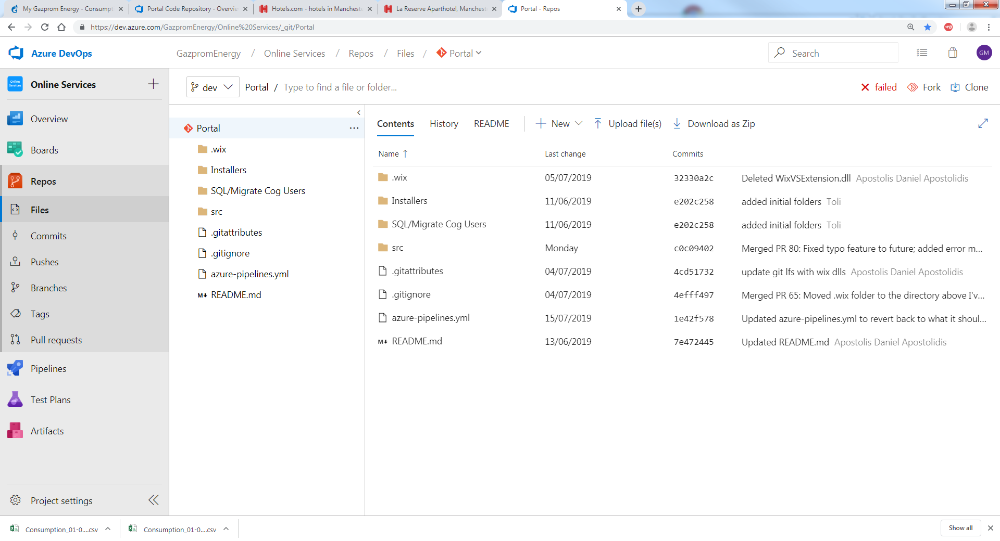 My Gazprom Energy - Consumpt
Portal Code Repository - Overvie
Hotels.com - hotels in Manchest
La Reserve Aparthotel, Manchest
Portal - Repos
https://dev.azure.com/GazpromEnergy/Online%20Services/_git/Portal
Azure DevOps
GazpromEnergy / Online Services / Repos / Files / Portal
Search
GM
Online Services
Online Services
dev
Portal / Type to find a file or folder...
failed
Fork
Clone
Overview
Boards
Repos
Files
Commits
Pushes
Branches
Tags
Pull requests
Pipelines
Test Plans
Artifacts
Project settings
Portal
.wix
Installers
SQL/Migrate Cog Users
src
.gitattributes
.gitignore
azure-pipelines.yml
M↓ README.md
Contents History README New Upload file(s) Download as Zip
Name ↑ Last change Commits
.wix 05/07/2019 32330a2c Deleted WixVSExtension.dll Apostolis Daniel Apostolidis
Installers 11/06/2019 e202c258 added initial folders Toli
SQL/Migrate Cog Users 11/06/2019 e202c258 added initial folders Toli
src Monday c0c09402 Merged PR 80: Fixed typo feature to future; added error m...
.gitattributes 04/07/2019 4cd51732 update git lfs with wix dlls Apostolis Daniel Apostolidis
.gitignore 04/07/2019 4efff497 Merged PR 65: Moved .wix folder to the directory above I'v...
azure-pipelines.yml 15/07/2019 1e42f578 Updated azure-pipelines.yml to revert back to what it shoul...
M↓ README.md 13/06/2019 7e472445 Updated README.md Apostolis Daniel Apostolidis
Consumption_01-0....csv
Consumption_01-0....csv
Show all